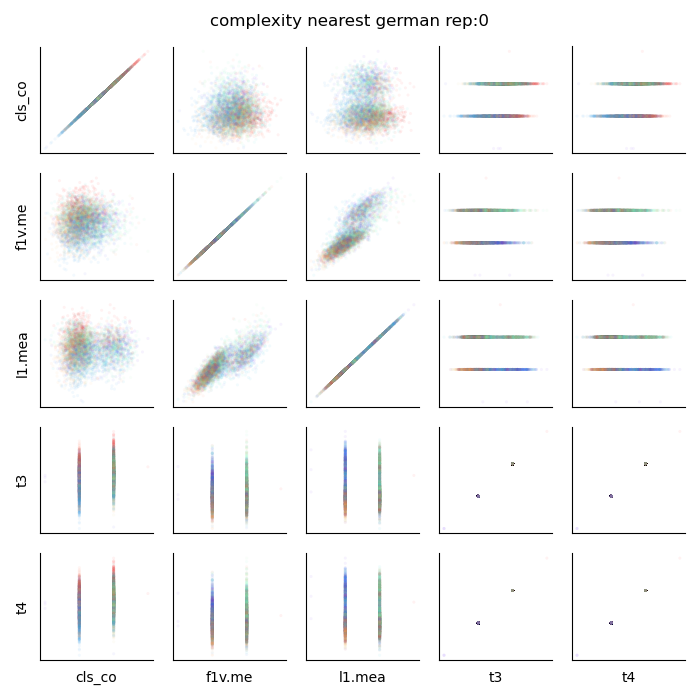 complexity nearest german rep:0
cls_co
f1v.me
l1.mea
t3
t4
cls_co
f1v.me
l1.mea
t3
t4